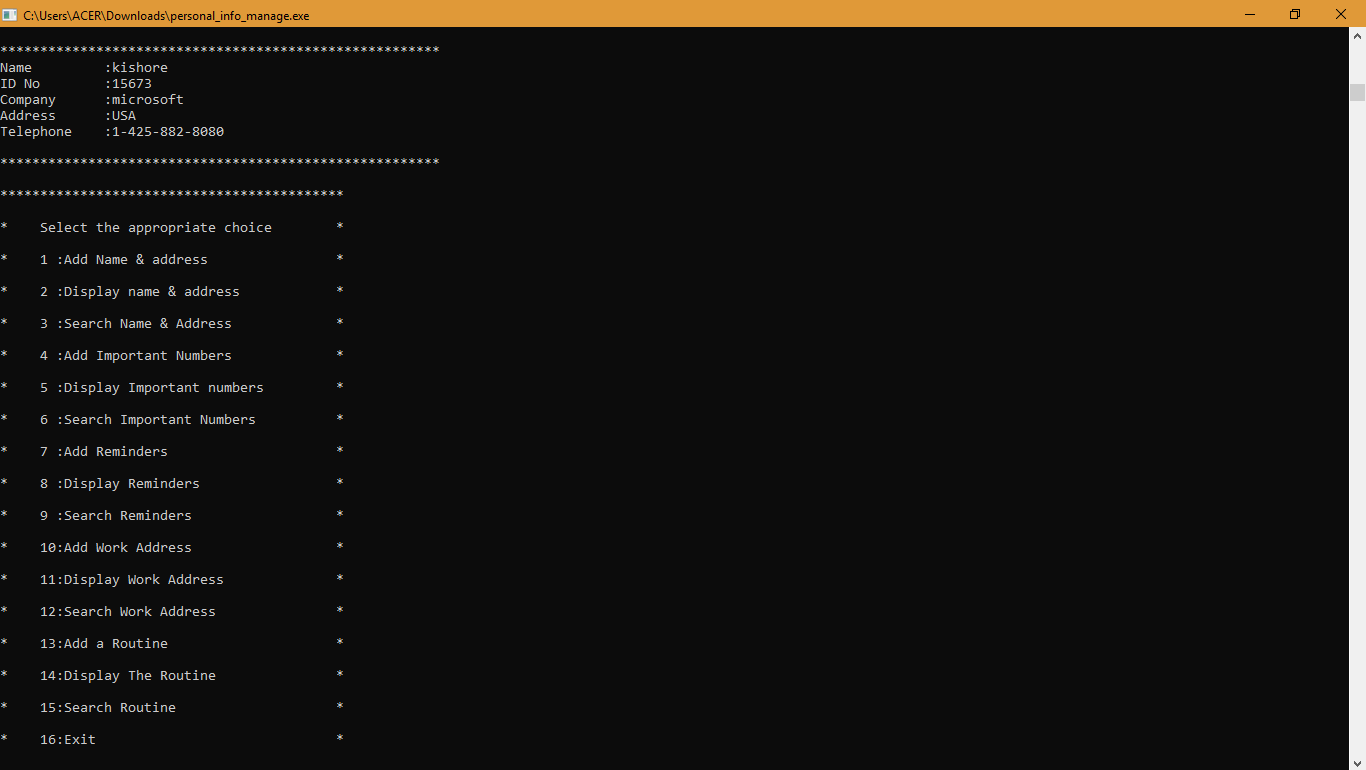 C:\Users\ACER\Downloads\personal_info_manage.exe
*******************************************************
Name         :kishore
ID No        :15673
Company      :microsoft
Address      :USA
Telephone    :1-425-882-8080
*******************************************************
*******************************************
*    Select the appropriate choice        *
*    1 :Add Name & address                *
*    2 :Display name & address            *
*    3 :Search Name & Address             *
*    4 :Add Important Numbers             *
*    5 :Display Important numbers         *
*    6 :Search Important Numbers          *
*    7 :Add Reminders                     *
*    8 :Display Reminders                 *
*    9 :Search Reminders                  *
*    10:Add Work Address                  *
*    11:Display Work Address              *
*    12:Search Work Address               *
*    13:Add a Routine                     *
*    14:Display The Routine               *
*    15:Search Routine                    *
*    16:Exit                              *